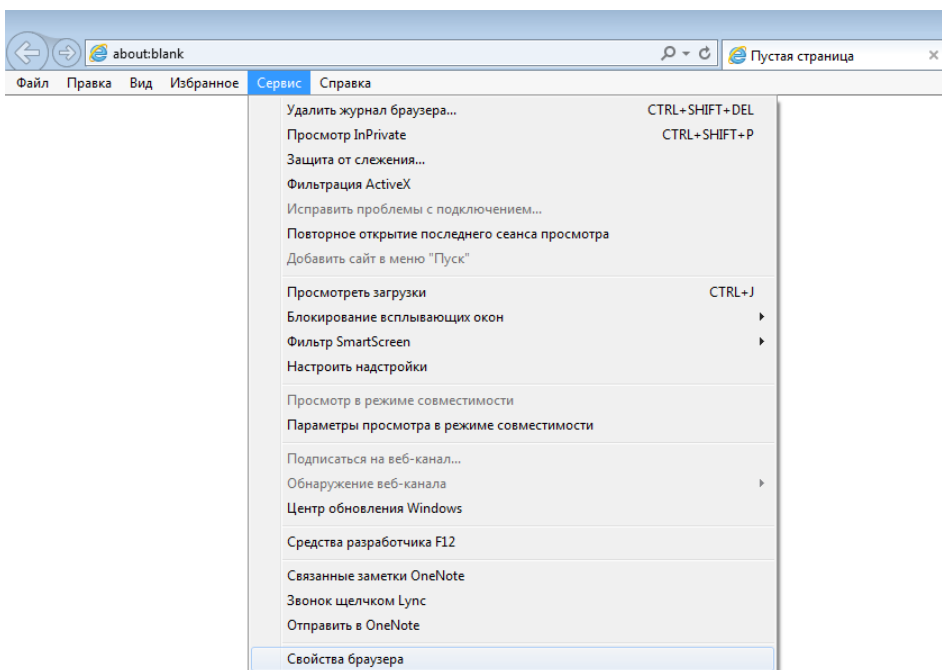 about:blank
Пустая страница
Файл Правка Вид Избранное Сервис Справка
Удалить журнал браузера... CTRL+SHIFT+DEL
Просмотр InPrivate CTRL+SHIFT+P
Защита от слежения...
Фильтрация ActiveX
Исправить проблемы с подключением...
Повторное открытие последнего сеанса просмотра
Добавить сайт в меню "Пуск"
Просмотреть загрузки CTRL+J
Блокирование всплывающих окон
Фильтр SmartScreen
Настроить надстройки
Просмотр в режиме совместимости
Параметры просмотра в режиме совместимости
Подписаться на веб-канал...
Обнаружение веб-канала
Центр обновления Windows
Средства разработчика F12
Связанные заметки OneNote
Звонок щелчком Lync
Отправить в OneNote
Свойства браузера